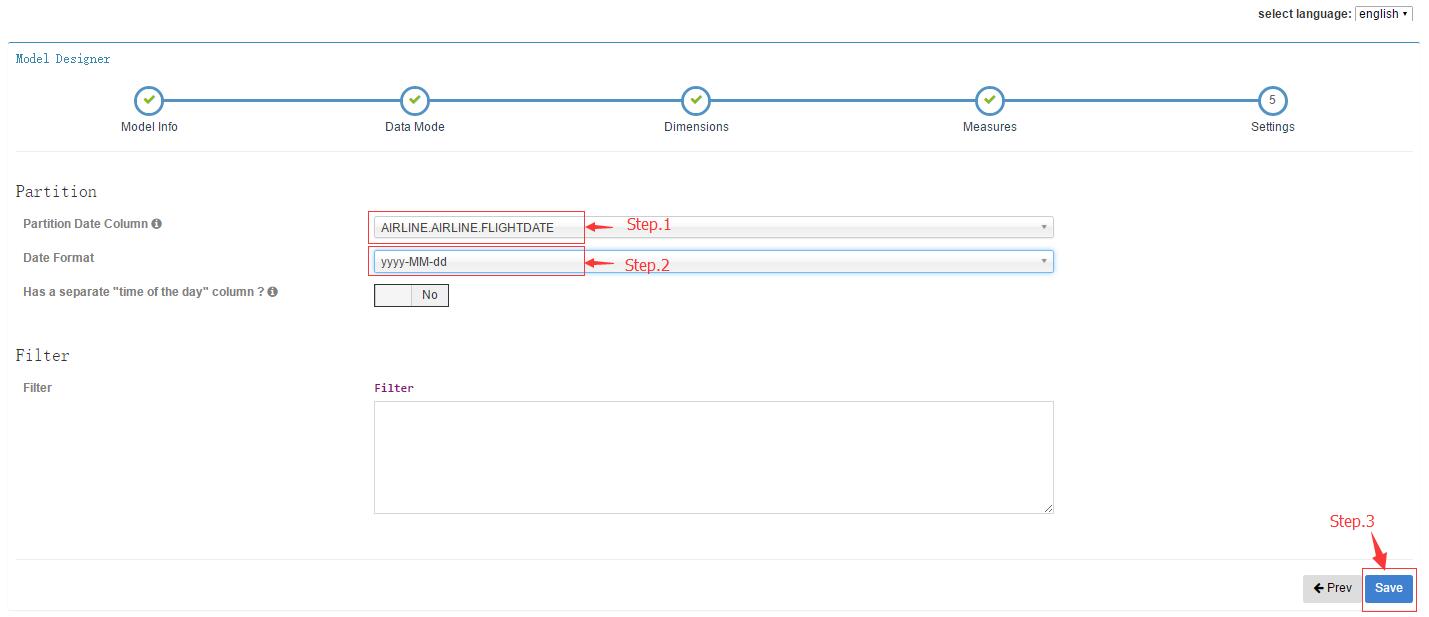 select language: english
Model Designer
5
Model Info Data Mode Dimensions Measures Settings
Partition
Partition Date Column AIRLINE.AIRLINE.FLIGHTDATE Step.1
Date Format yyyy-MM-dd Step.2
Has a separate "time of the day" column ? No
Filter
Filter Filter
Step.3
Prev Save